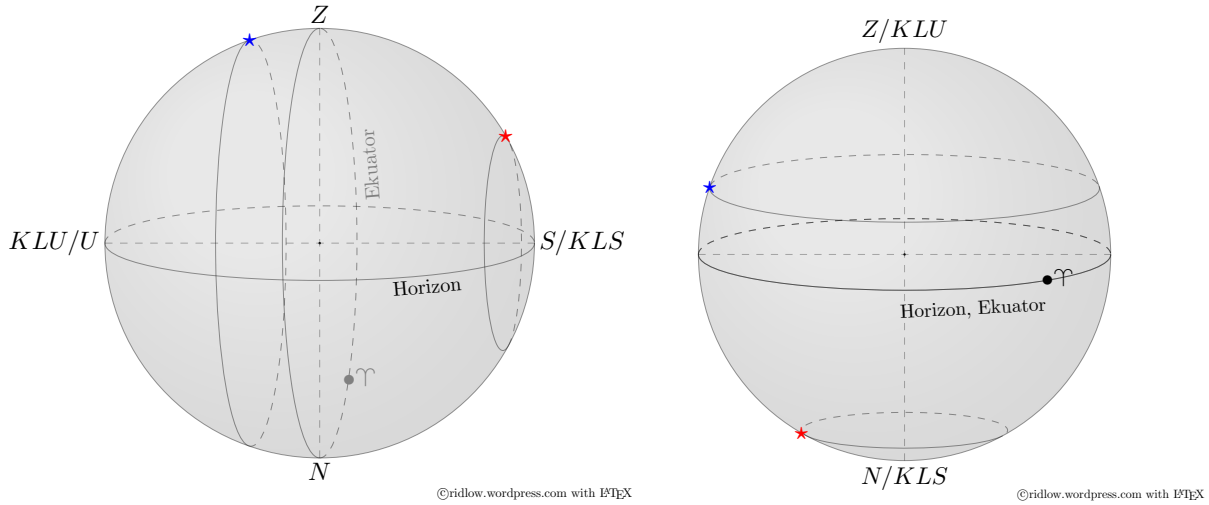 Z
Ekuator
KLU/U
S/KLS
Horizon
♈
N
©ridlow.wordpress.com with LATEX
Z/KLU
♈
Horizon, Ekuator
N/KLS
©ridlow.wordpress.com with LATEX